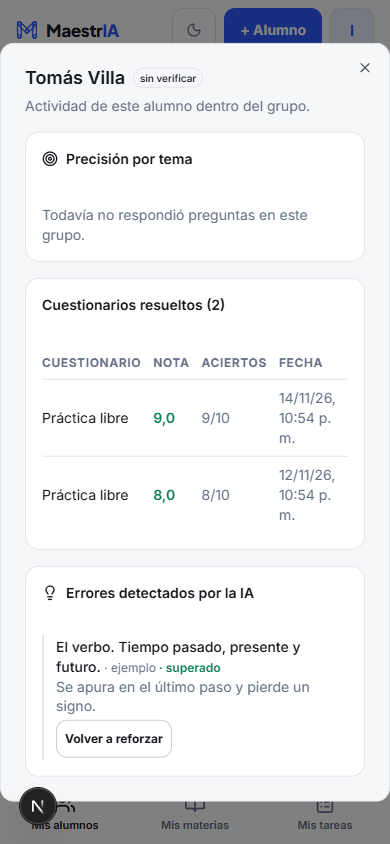 MaestrIA
+ Alumno
I
Tomás Villa
sin verificar
Actividad de este alumno dentro del grupo.
Precisión por tema
Todavía no respondió preguntas en este
grupo.
Cuestionarios resueltos (2)
CUESTIONARIO NOTA ACIERTOS FECHA
Práctica libre 9,0 9/10 14/11/26,
10:54 p.
m.
Práctica libre 8,0 8/10 12/11/26,
10:54 p.
m.
Errores detectados por la IA
El verbo. Tiempo pasado, presente y
futuro. · ejemplo · superado
Se apura en el último paso y pierde un
signo.
Volver a reforzar
N
Mis alumnos Mis materias Mis tareas